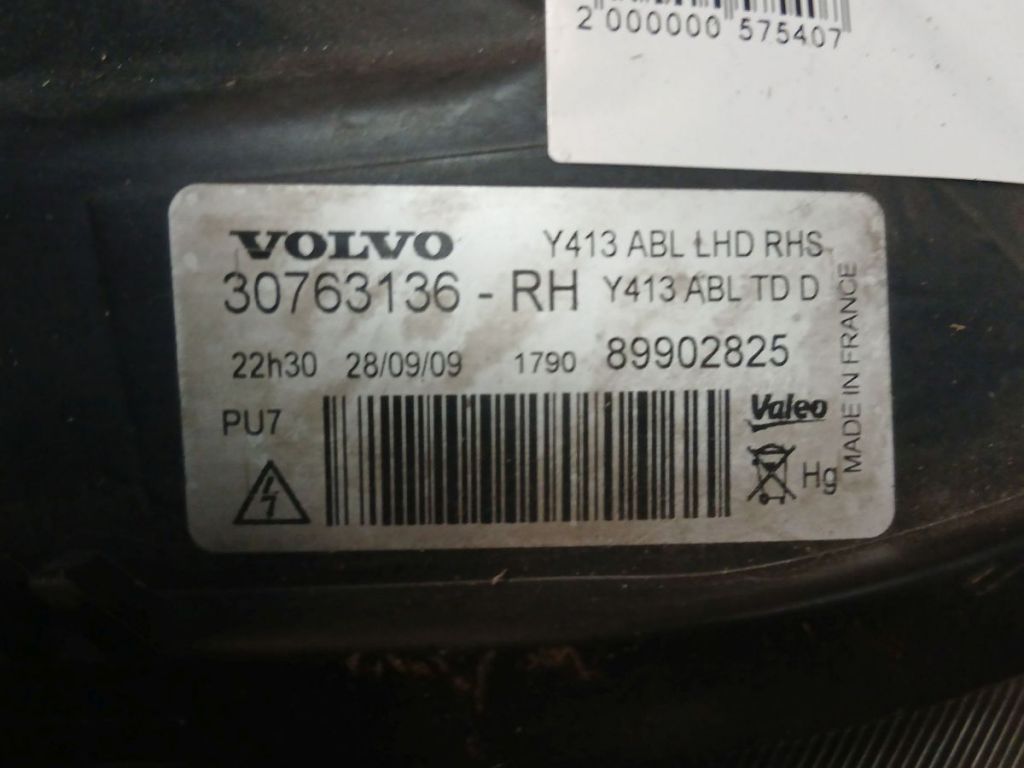 2 000000 575407
VOLVO Y413 ABL LHD RHS
30763136 - RH Y413 ABL TD D
22h30 28/09/09 1790 89902825
PU7
Valeo
Hg
MADE IN FRANCE